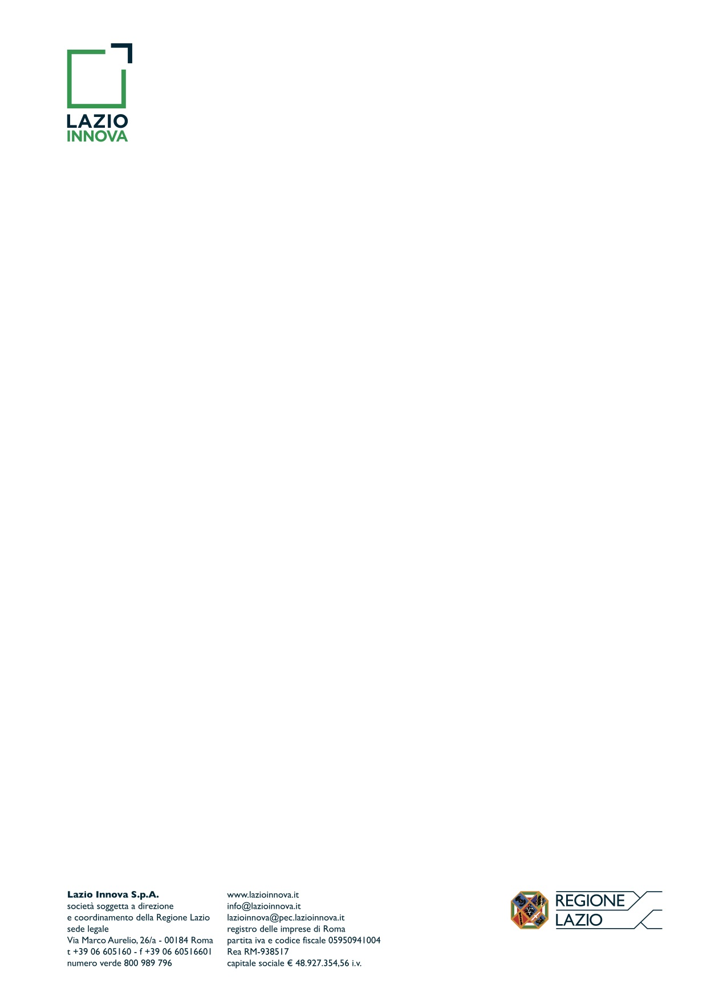 LAZIO
INNOVA
Lazio Innova S.p.A.
società soggetta a direzione
e coordinamento della Regione Lazio
sede legale
Via Marco Aurelio, 26/a - 00184 Roma
t +39 06 605160 - f +39 06 60516601
numero verde 800 989 796
www.lazioinnova.it
info@lazioinnova.it
lazioinnova@pec.lazioinnova.it
registro delle imprese di Roma
partita iva e codice fiscale 05950941004
Rea RM-938517
capitale sociale € 48.927.354,56 i.v.
REGIONE
LAZIO